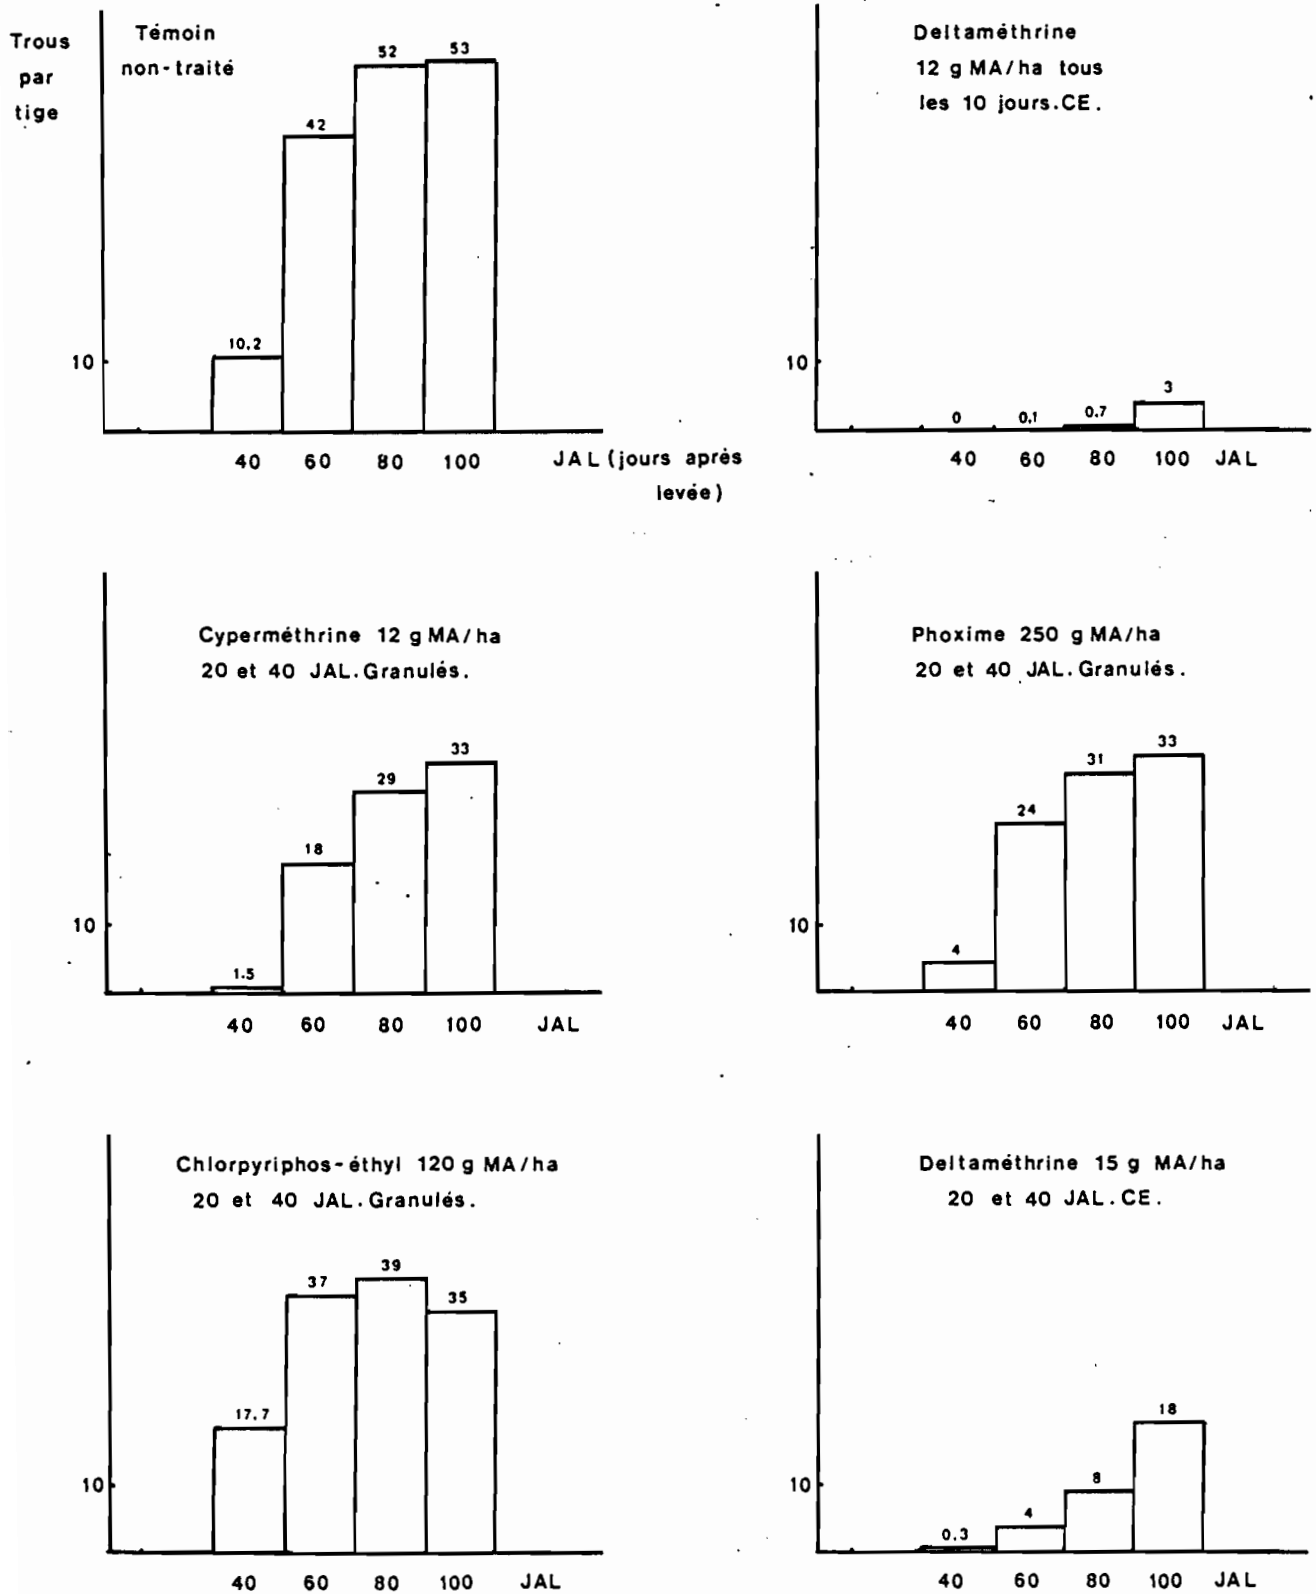 Trous
par
tige
Témoin
non-traité
10
10,2
42
52
53
40 60 80 100 JAL (jours après
levée)
Deltaméthrine
12 g MA/ha tous
les 10 jours.CE.
10
0
0,1
0,7
3
40 60 80 100 JAL
Cyperméthrine 12 g MA/ha
20 et 40 JAL.Granulés.
10
1.5
18
29
33
40 60 80 100 JAL
Phoxime 250 g MA/ha
20 et 40 JAL.Granulés.
10
4
24
31
33
40 60 80 100 JAL
Chlorpyriphos-éthyl 120 g MA/ha
20 et 40 JAL.Granulés.
10
17,7
37
39
35
40 60 80 100 JAL
Deltaméthrine 15 g MA/ha
20 et 40 JAL.CE.
10
0.3
4
8
18
40 60 80 100 JAL